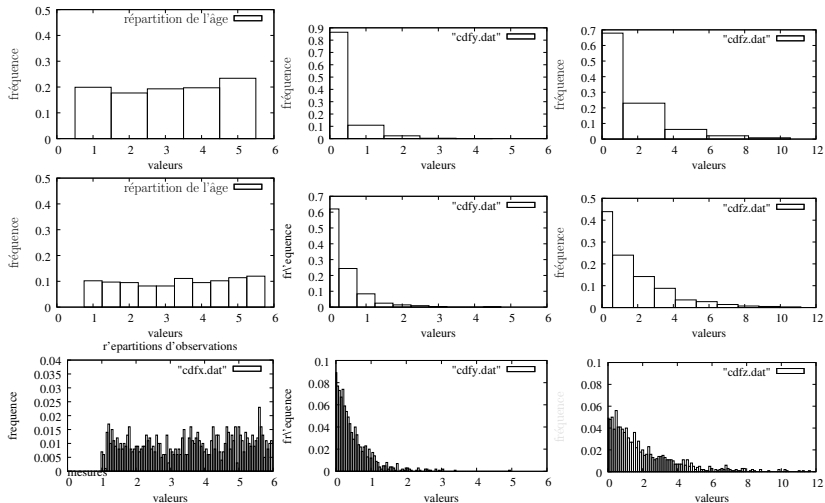 0.5
0.4
0.3
0.2
0.1
0
fréquence
répartition de l'âge
0 1 2 3 4 5 6
valeurs
0.9
0.8
0.7
0.6
0.5
0.4
0.3
0.2
0.1
0
fréquence
"cdfy.dat"
0 1 2 3 4 5 6
valeurs
0.7
0.6
0.5
0.4
0.3
0.2
0.1
0
fréquence
"cdfz.dat"
0 2 4 6 8 10 12
valeurs
0.5
0.4
0.3
0.2
0.1
0
fréquence
répartition de l'âge
0 1 2 3 4 5 6
valeurs
0.7
0.6
0.5
0.4
0.3
0.2
0.1
0
fr\'equence
"cdfy.dat"
0 1 2 3 4 5 6
valeurs
0.5
0.4
0.3
0.2
0.1
0
fréquence
"cdfz.dat"
0 2 4 6 8 10 12
valeurs
r'epartitions d'observations
0.04
0.035
0.03
0.025
0.02
0.015
0.01
0.005
0
frequence
"cdfx.dat"
mesures
0 1 2 3 4 5 6
valeurs
0.1
0.08
0.06
0.04
0.02
0
fr\'equence
"cdfy.dat"
0 1 2 3 4 5 6
valeurs
0.1
0.08
0.06
0.04
0.02
0
fréquence
"cdfz.dat"
0 2 4 6 8 10 12
valeurs